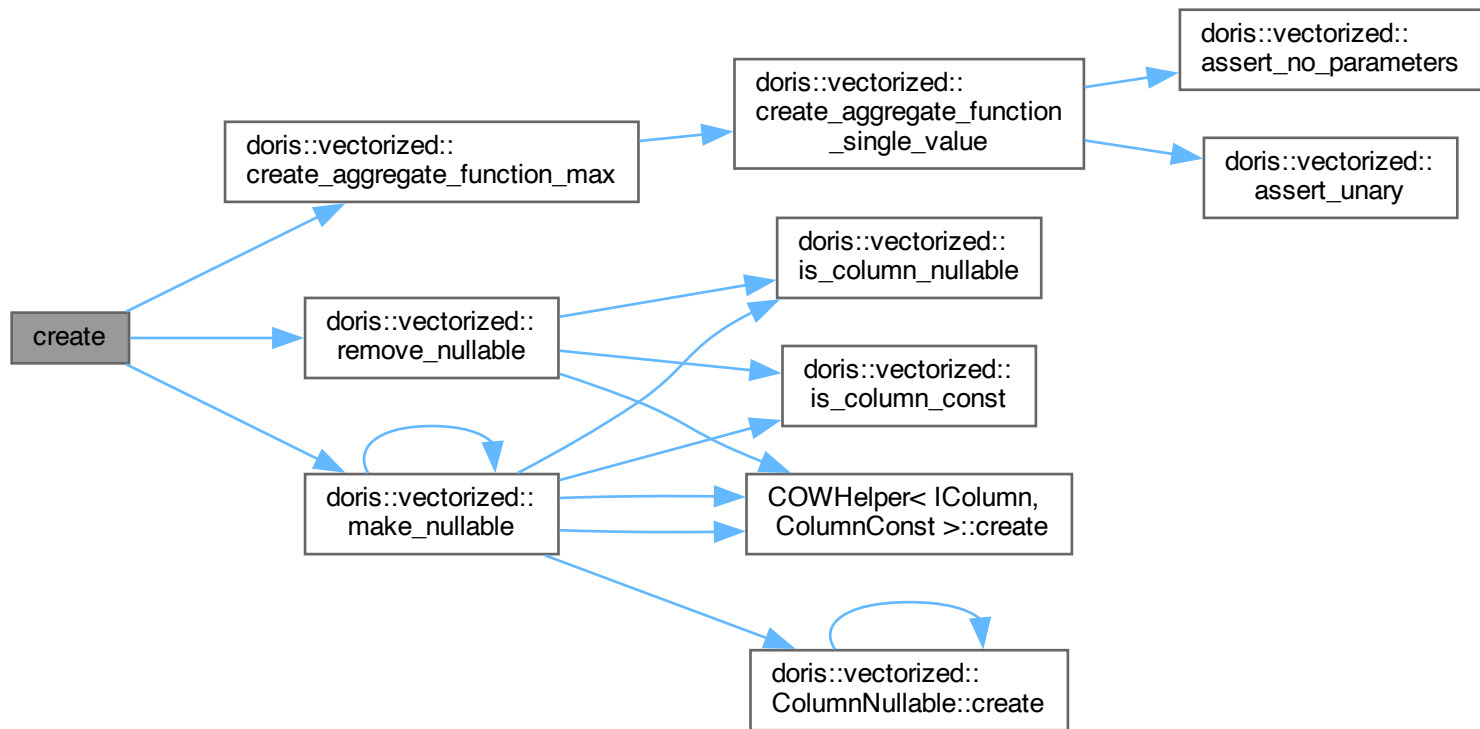 create
doris::vectorized::
create_aggregate_function_max
doris::vectorized::
remove_nullable
doris::vectorized::
make_nullable
doris::vectorized::
create_aggregate_function
_single_value
doris::vectorized::
is_column_nullable
doris::vectorized::
is_column_const
COWHelper< IColumn,
ColumnConst >::create
doris::vectorized::
ColumnNullable::create
doris::vectorized::
assert_no_parameters
doris::vectorized::
assert_unary